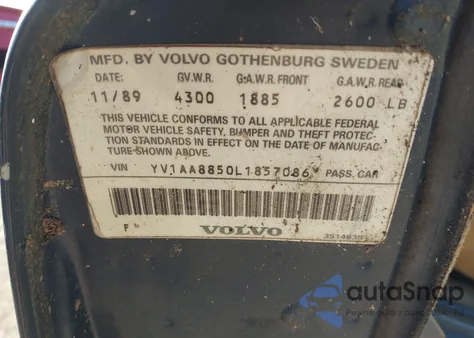 MFD. BY VOLVO GOTHENBURG SWEDEN
DATE: G.V.W.R. G.A.W.R. FRONT G.A.W.R. REAR
11/89 4300 1885 2600 LB
THIS VEHICLE CONFORMS TO ALL APPLICABLE FEDERAL
MOTOR VEHICLE SAFETY, BUMPER AND THEFT PROTEC-
TION STANDARDS IN EFFECT ON THE DATE OF MANUFAC-
TURE SHOWN ABOVE.
VIN YV1AA8850L1857086 PASS. CAR
F VOLVO
autoSnap